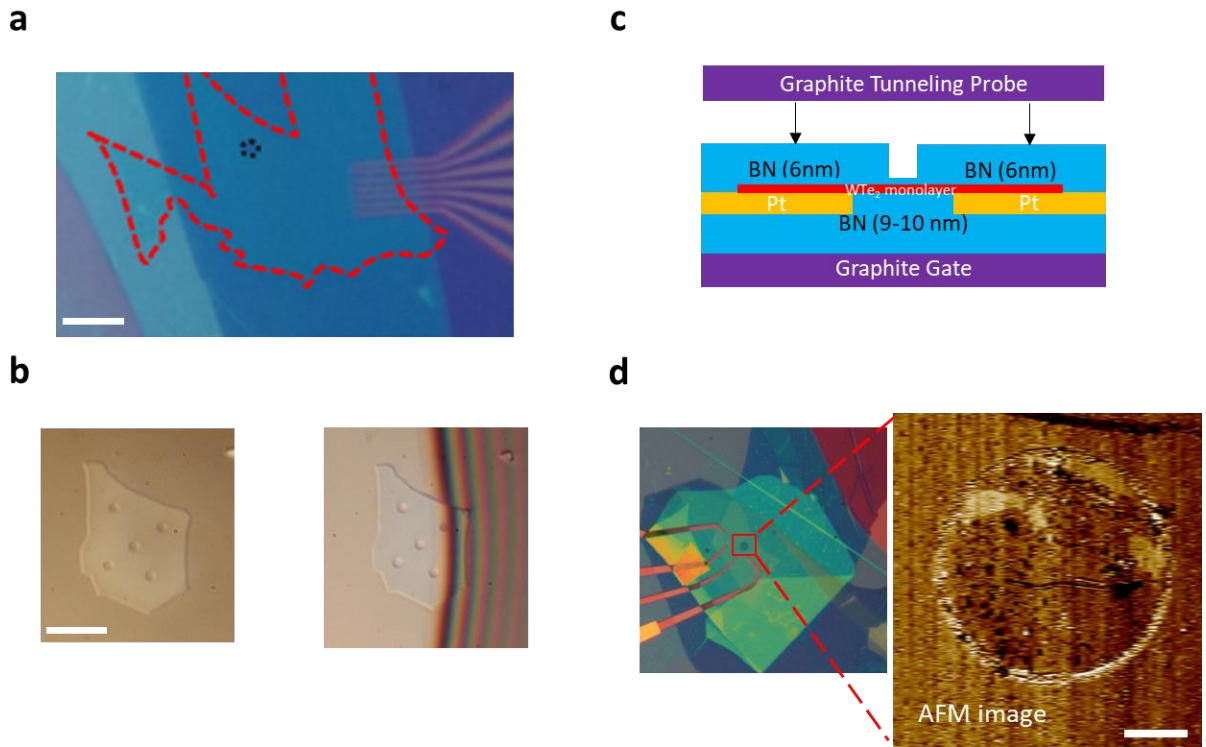 a
c
Graphite Tunneling Probe
BN (6nm)
BN (6nm)
WTe₂ monolayer
Pt
Pt
BN (9-10 nm)
Graphite Gate
b
d
AFM image